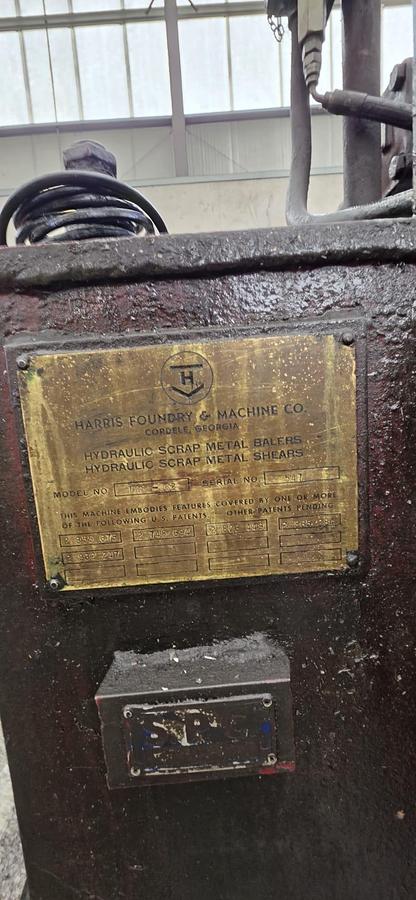 H
HARRIS FOUNDRY & MACHINE CO.
CORDELE, GEORGIA
HYDRAULIC SCRAP METAL BALERS
HYDRAULIC SCRAP METAL SHEARS
MODEL NO. SERIAL NO.
THIS MACHINE EMBODIES FEATURES COVERED BY ONE OR MORE
OF THE FOLLOWING U.S. PATENTS. OTHER PATENTS PENDING.